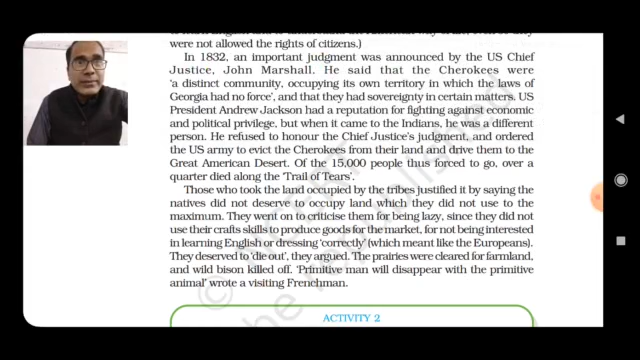 were not allowed the rights of citizens.)
In 1832, an important judgment was announced by the US Chief
Justice, John Marshall. He said that the Cherokees were
'a distinct community, occupying its own territory in which the laws of
Georgia had no force', and that they had sovereignty in certain matters. US
President Andrew Jackson had a reputation for fighting against economic
and political privilege, but when it came to the Indians, he was a different
person. He refused to honour the Chief Justice's judgment, and ordered the
US army to evict the Cherokees from their land and drive them to the
Great American Desert. Of the 15,000 people thus forced to go, over a
quarter died along the 'Trail of Tears'.
Those who took the land occupied by the tribes justified it by saying the
natives did not deserve to occupy land which they did not use to the
maximum. They went on to criticise them for being lazy, since they did not
use their crafts skills to produce goods for the market, for not being interested
in learning English or dressing 'correctly' (which meant like the Europeans).
They deserved to 'die out', they argued. The prairies were cleared for farmland,
and wild bison killed off. 'Primitive man will disappear with the primitive
animal' wrote a visiting Frenchman.
ACTIVITY 2